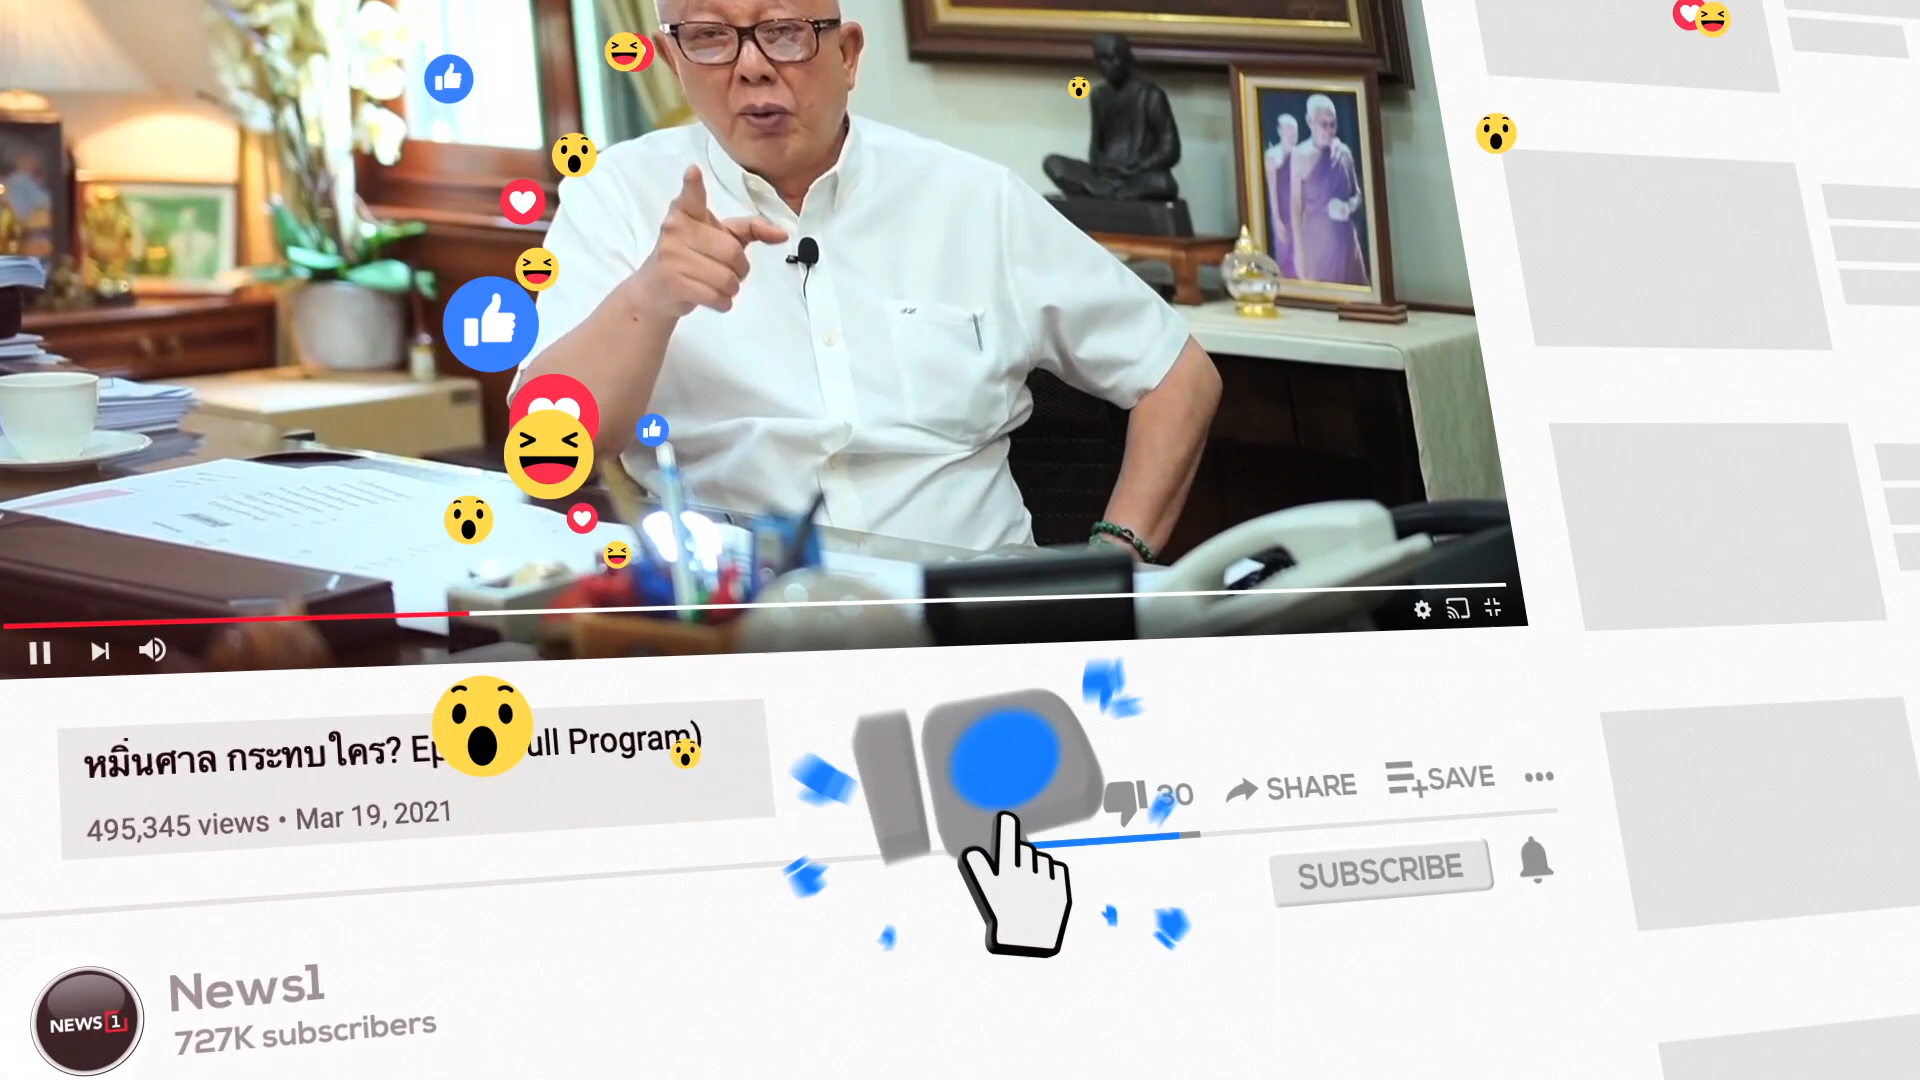 หมิ่นศาล กระทบใคร? Ep ull Program)
495,345 views • Mar 19, 2021
30
SHARE
SAVE
SUBSCRIBE
NEWS 1
News1
727K subscribers